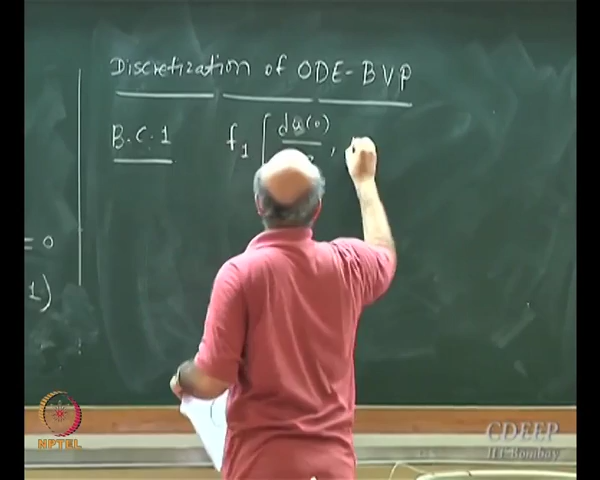 Discretization of ODE-BVP
B.C.1 f1 [ du(0)
,
= 0
1)
NPTEL
CDEEP
IIT Bombay